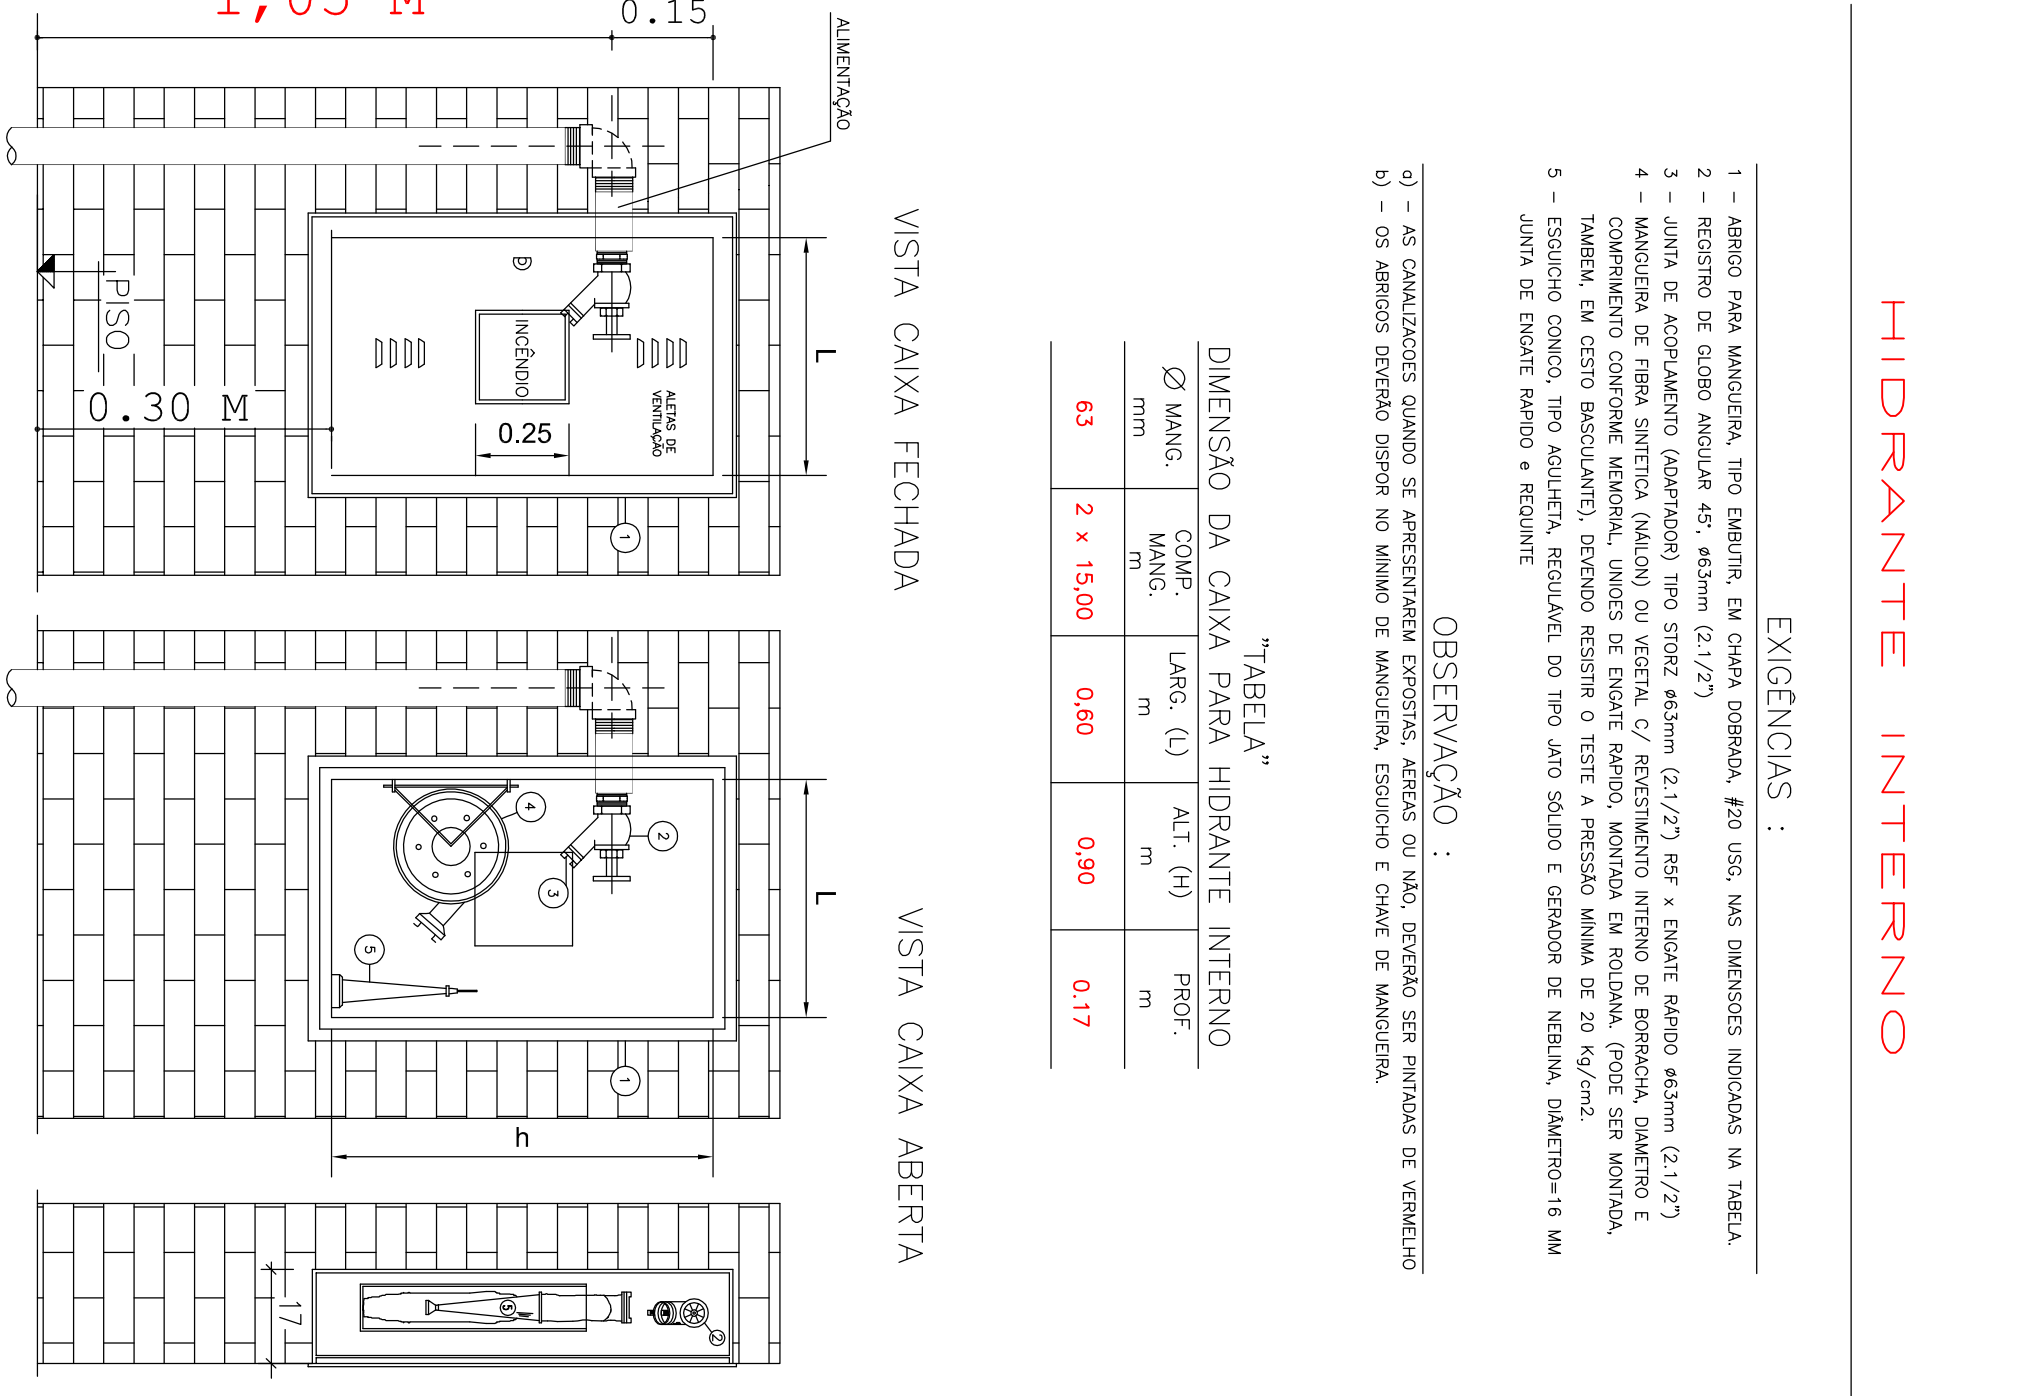 HIDRANTE INTERNO
EXIGÊNCIAS :
1 - ABRIGO PARA MANGUEIRA, TIPO EMBUTIR, EM CHAPA DOBRADA, #20 USG, NAS DIMENSOES INDICADAS NA TABELA.
2 - REGISTRO DE GLOBO ANGULAR 45°, ø63mm (2.1/2")
3 - JUNTA DE ACOPLAMENTO (ADAPTADOR) TIPO STORZ ø63mm (2.1/2") R5F x ENGATE RÁPIDO ø63mm (2.1/2")
4 - MANGUEIRA DE FIBRA SINTETICA (NÁILON) OU VEGETAL C/ REVESTIMENTO INTERNO DE BORRACHA, DIAMETRO E
COMPRIMENTO CONFORME MEMORIAL, UNIOES DE ENGATE RAPIDO, MONTADA EM ROLDANA. (PODE SER MONTADA,
TAMBEM, EM CESTO BASCULANTE), DEVENDO RESISTIR O TESTE A PRESSÃO MÍNIMA DE 20 Kg/cm2.
5 - ESGUICHO CONICO, TIPO AGULHETA, REGULÁVEL DO TIPO JATO SÓLIDO E GERADOR DE NEBLINA, DIÂMETRO=16 MM
JUNTA DE ENGATE RAPIDO e REQUINTE
OBSERVAÇÃO :
a) - AS CANALIZACOES QUANDO SE APRESENTAREM EXPOSTAS, AEREAS OU NÃO, DEVERÃO SER PINTADAS DE VERMELHO
b) - OS ABRIGOS DEVERÃO DISPOR NO MÍNIMO DE MANGUEIRA, ESGUICHO E CHAVE DE MANGUEIRA.
"TABELA"
DIMENSÃO DA CAIXA PARA HIDRANTE INTERNO
Ø MANG. mm
COMP. MANG. m
LARG. (L) m
ALT. (H) m
PROF. m
63 2 x 15,00 0,60 0,90 0.17
VISTA CAIXA FECHADA
VISTA CAIXA ABERTA
ALIMENTAÇÃO
0.15
1,05 M
L
ALETAS DE
VENTILAÇÃO
INCÊNDIO
0.25
0.30 M
PISO
1
L
2
3
4
5
1
h
2
5
17